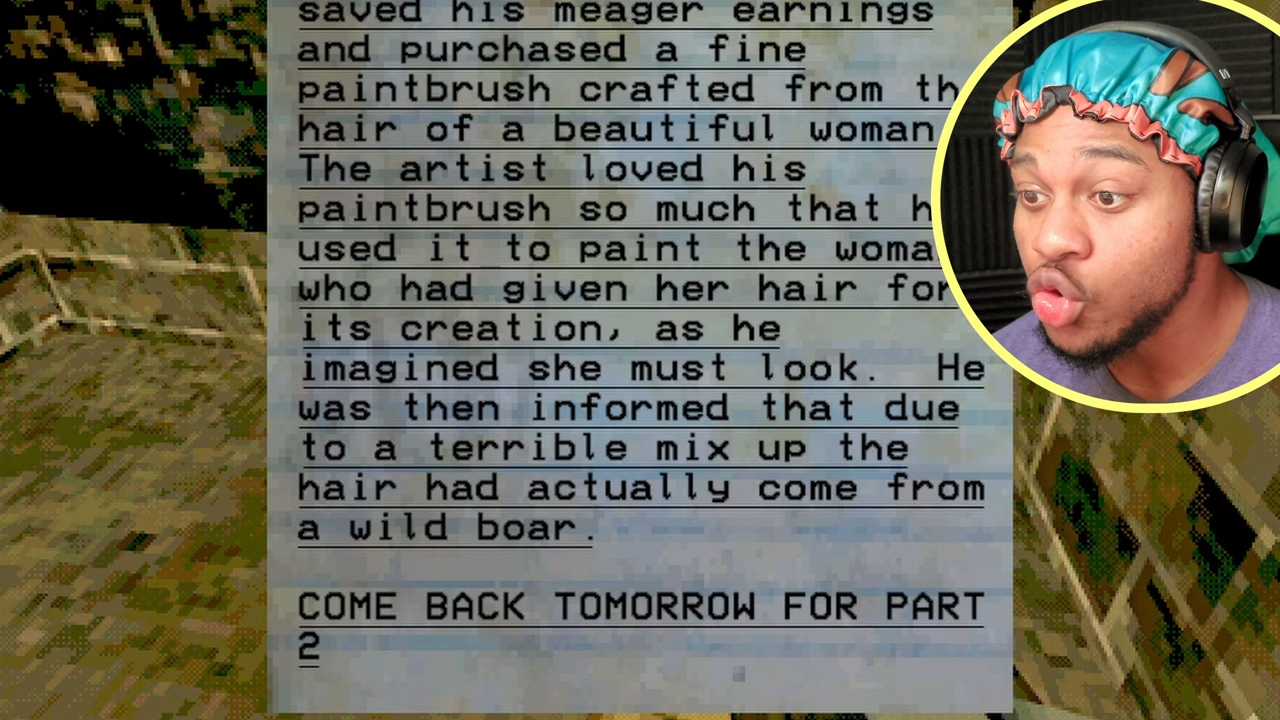 saved his meager earnings
and purchased a fine
paintbrush crafted from th
hair of a beautiful woman
The artist loved his
paintbrush so much that h
used it to paint the woma
who had given her hair for
its creation, as he
imagined she must look. He
was then informed that due
to a terrible mix up the
hair had actually come from
a wild boar.
COME BACK TOMORROW FOR PART
2